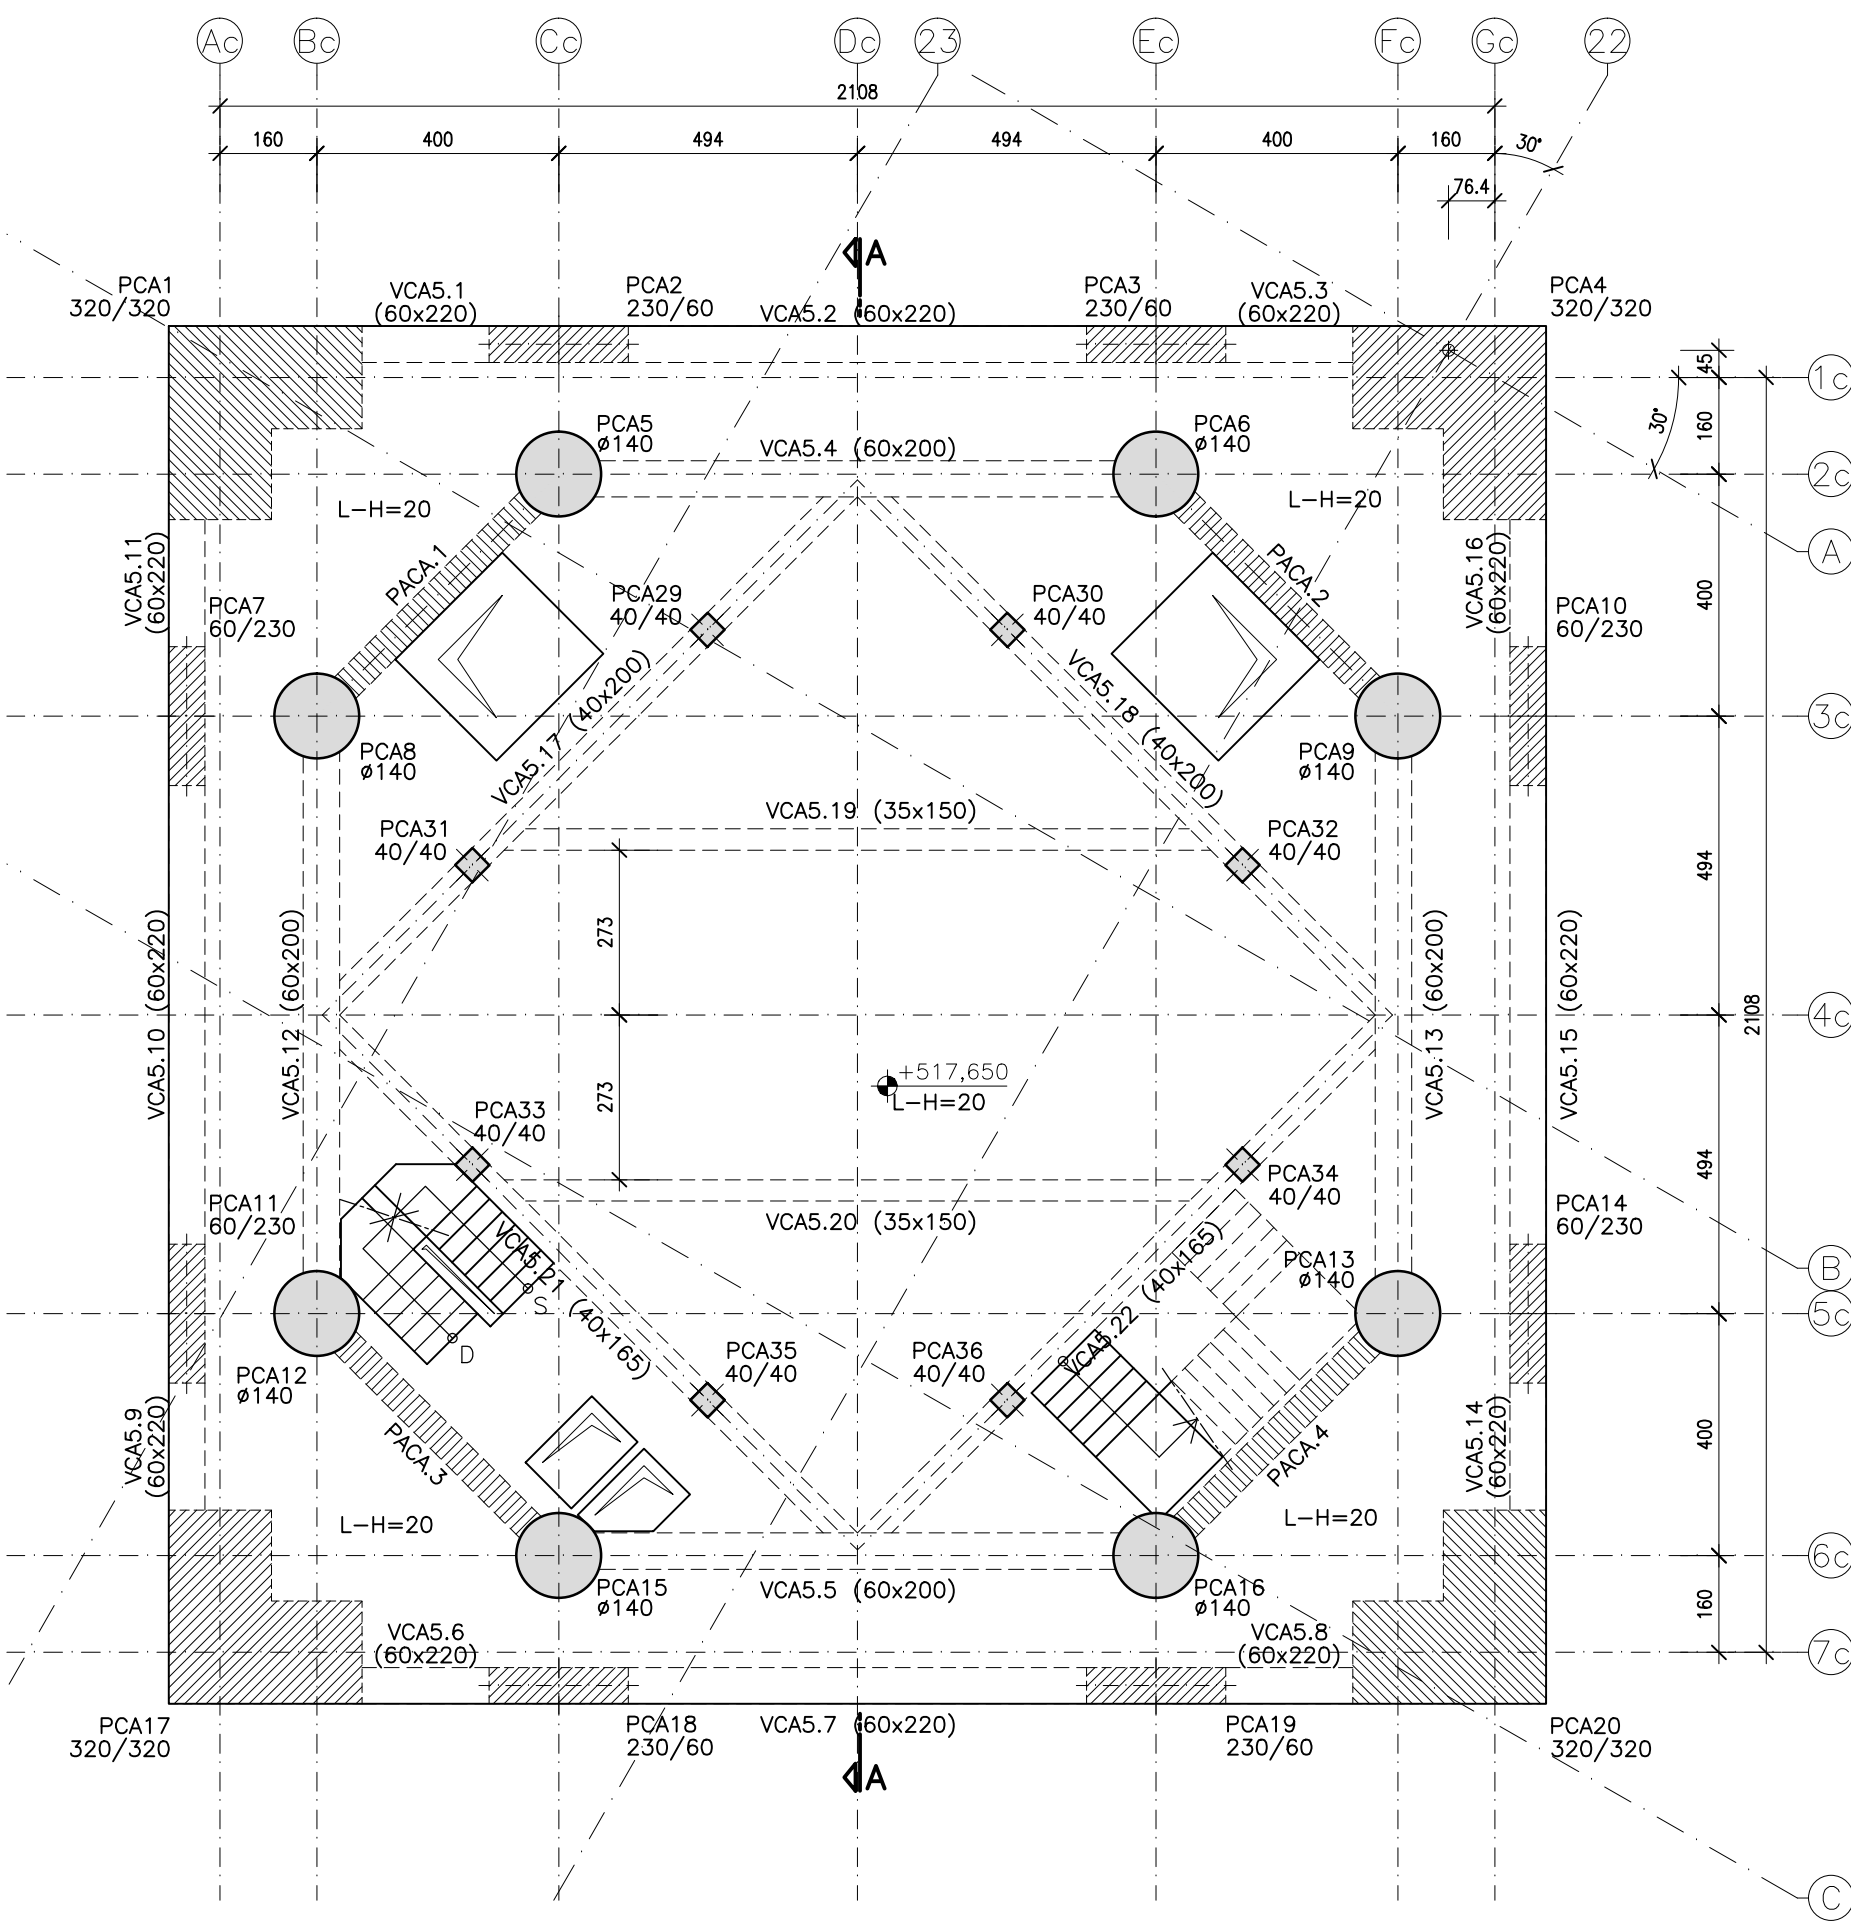 Ac
Bc
Cc
Dc
23
Ec
Fc
Gc
22
2108
160
400
494
494
400
160
30°
76.4
A
PCA1
320/320
VCA5.1
(60x220)
PCA2
230/60
VCA5.2 (60x220)
PCA3
230/60
VCA5.3
(60x220)
PCA4
320/320
45
1c
30°
160
PCA5
ø140
VCA5.4 (60x200)
PCA6
ø140
2c
L-H=20
L-H=20
A
VCA5.11
(60x220)
PACA.1
PACA.2
VCA5.16
(60x220)
400
PCA7
60/230
PCA29
40/40
PCA30
40/40
PCA10
60/230
VCA5.17 (40x200)
VCA5.18 (40x200)
3c
PCA8
ø140
PCA9
ø140
VCA5.19 (35x150)
PCA31
40/40
PCA32
40/40
494
273
VCA5.10 (60x220)
VCA5.12 (60x200)
VCA5.13 (60x200)
VCA5.15 (60x220)
2108
4c
+517,650
L-H=20
273
PCA33
40/40
PCA34
40/40
494
PCA11
60/230
PCA14
60/230
VCA5.20 (35x150)
VCA5.21 (40x165)
VCA5.22 (40x165)
PCA13
ø140
B
5c
S
D
PCA12
ø140
PCA35
40/40
PCA36
40/40
VCA5.9
(60x220)
PACA.3
PACA.4
VCA5.14
(60x220)
400
L-H=20
L-H=20
6c
PCA15
ø140
VCA5.5 (60x200)
PCA16
ø140
160
VCA5.6
(60x220)
VCA5.8
(60x220)
7c
PCA17
320/320
PCA18
230/60
VCA5.7 (60x220)
PCA19
230/60
PCA20
320/320
A
C